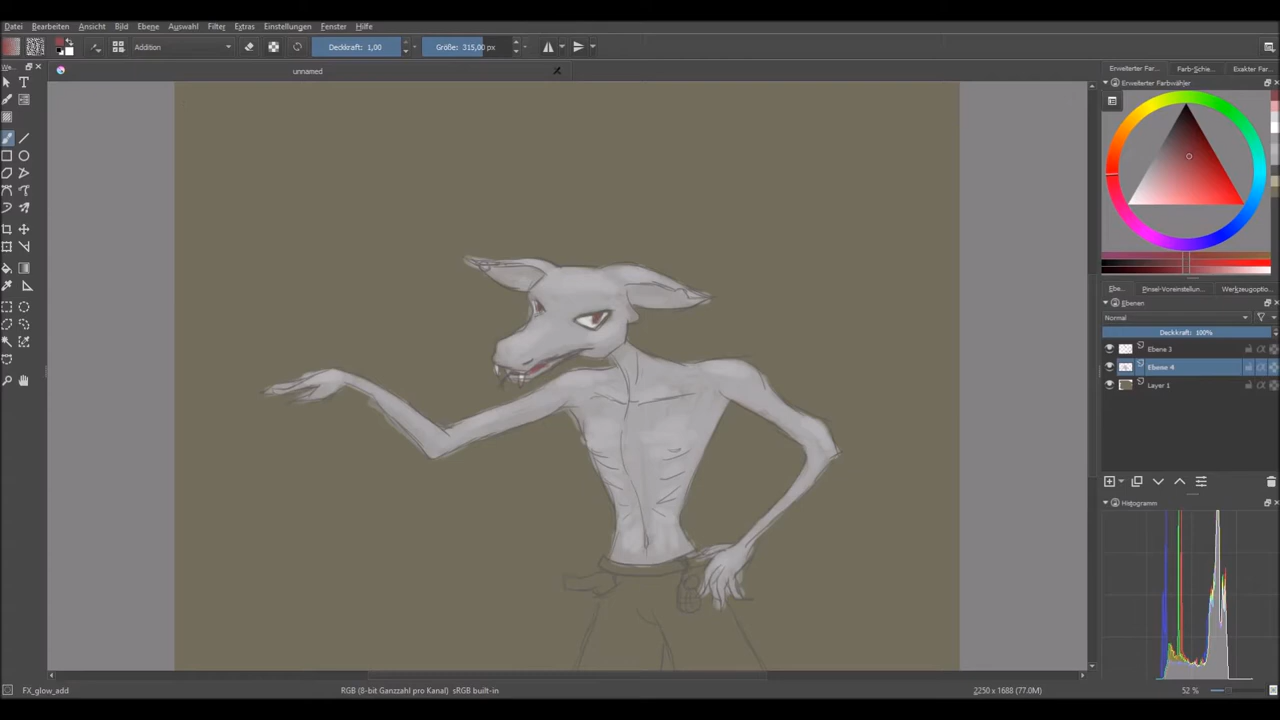 Datei Bearbeiten Ansicht Bild Ebene Auswahl Filter Extras Einstellungen Fenster Hilfe
Addition Deckkraft: 1,00 Größe: 315,00 px
We... unnamed Erweiterter Far... Farb-Schie... Exakter Far...
Erweiterter Farbwähler
Ebe... Pinsel-Voreinstellun... Werkzeugoptio...
Ebenen
Normal
Deckkraft: 100%
Ebene 3
Ebene 4
Layer 1
Histogramm
FX_glow_add RGB (8-bit Ganzzahl pro Kanal) sRGB built-in 2250 x 1688 (77.0M) 52 %